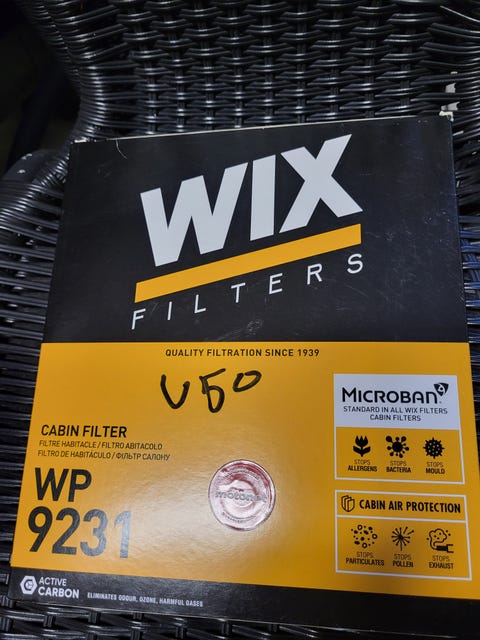 WIX
FILTERS
QUALITY FILTRATION SINCE 1939
V50
MICROBAN
STANDARD IN ALL WIX FILTERS
CABIN FILTERS
STOPS
ALLERGENS
STOPS
BACTERIA
STOPS
MOULD
CABIN FILTER
FILTRE HABITACLE / FILTRO ABITACOLO
FILTRO DE HABITÁCULO / ФІЛЬТР САЛОНУ
WP
9231
CABIN AIR PROTECTION
STOPS
PARTICULATES
STOPS
POLLEN
STOPS
EXHAUST
ACTIVE
CARBON
ELIMINATES ODOUR, OZONE, HARMFUL GASES